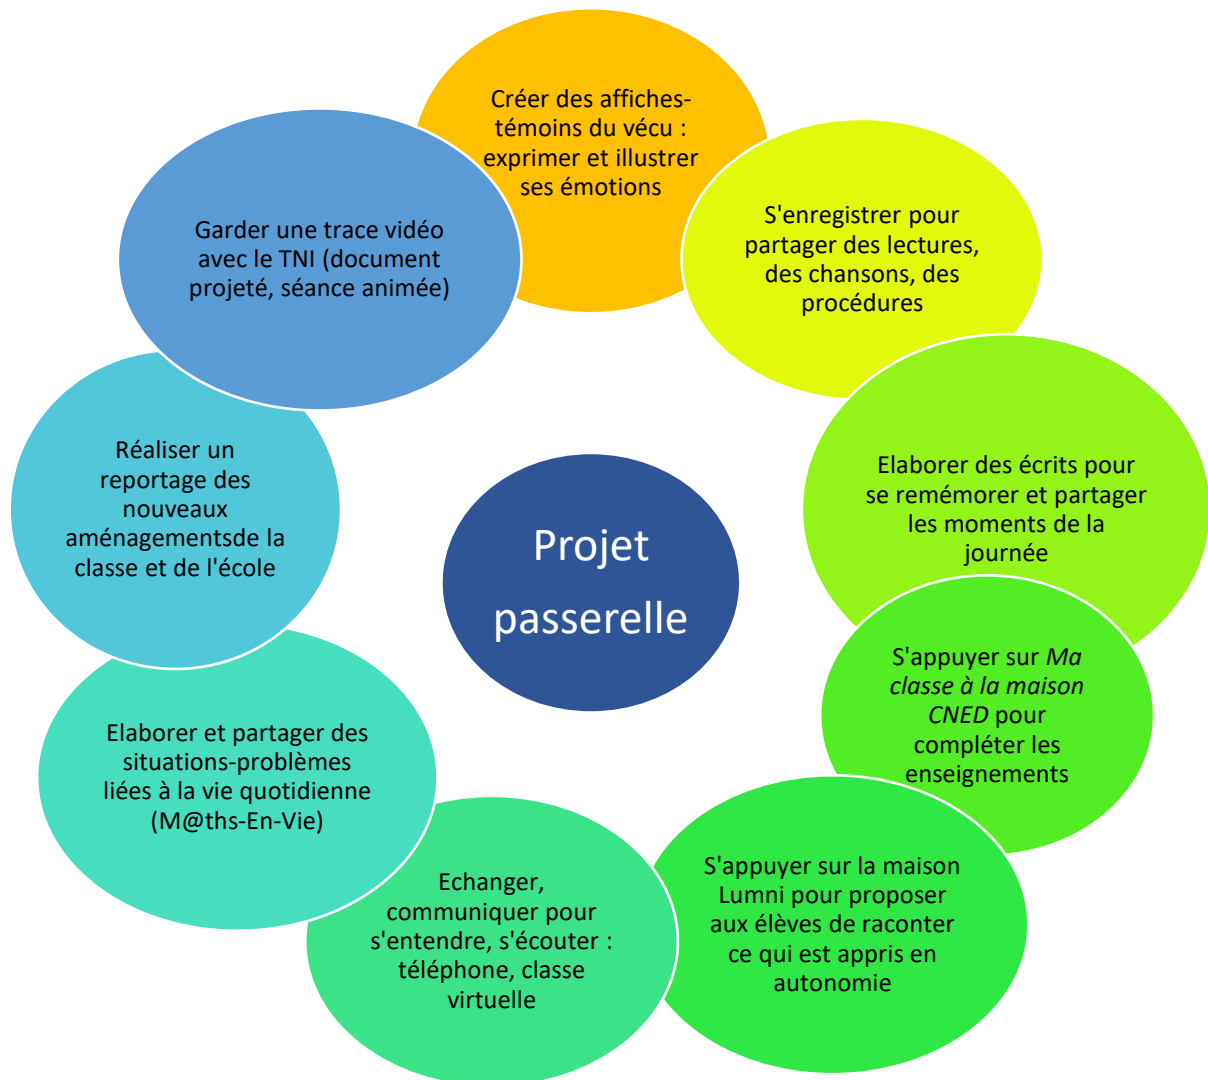 Créer des affiches-
témoins du vécu :
exprimer et illustrer
ses émotions
S'enregistrer pour
partager des lectures,
des chansons, des
procédures
Elaborer des écrits pour
se remémorer et partager
les moments de la
journée
S'appuyer sur Ma
classe à la maison
CNED pour
compléter les
enseignements
S'appuyer sur la maison
Lumni pour proposer
aux élèves de raconter
ce qui est appris en
autonomie
Echanger,
communiquer pour
s'entendre, s'écouter :
téléphone, classe
virtuelle
Elaborer et partager des
situations-problèmes
liées à la vie quotidienne
(M@ths-En-Vie)
Réaliser un
reportage des
nouveaux
aménagementsde la
classe et de l'école
Garder une trace vidéo
avec le TNI (document
projeté, séance animée)
Projet
passerelle